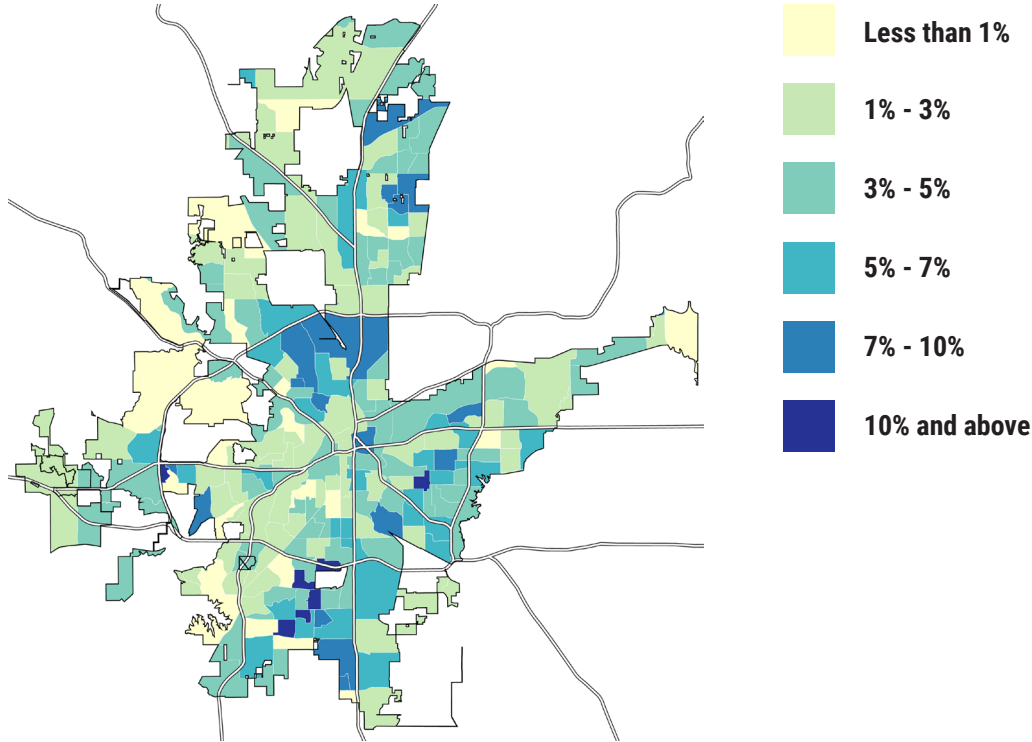 Less than 1%
1% - 3%
3% - 5%
5% - 7%
7% - 10%
10% and above